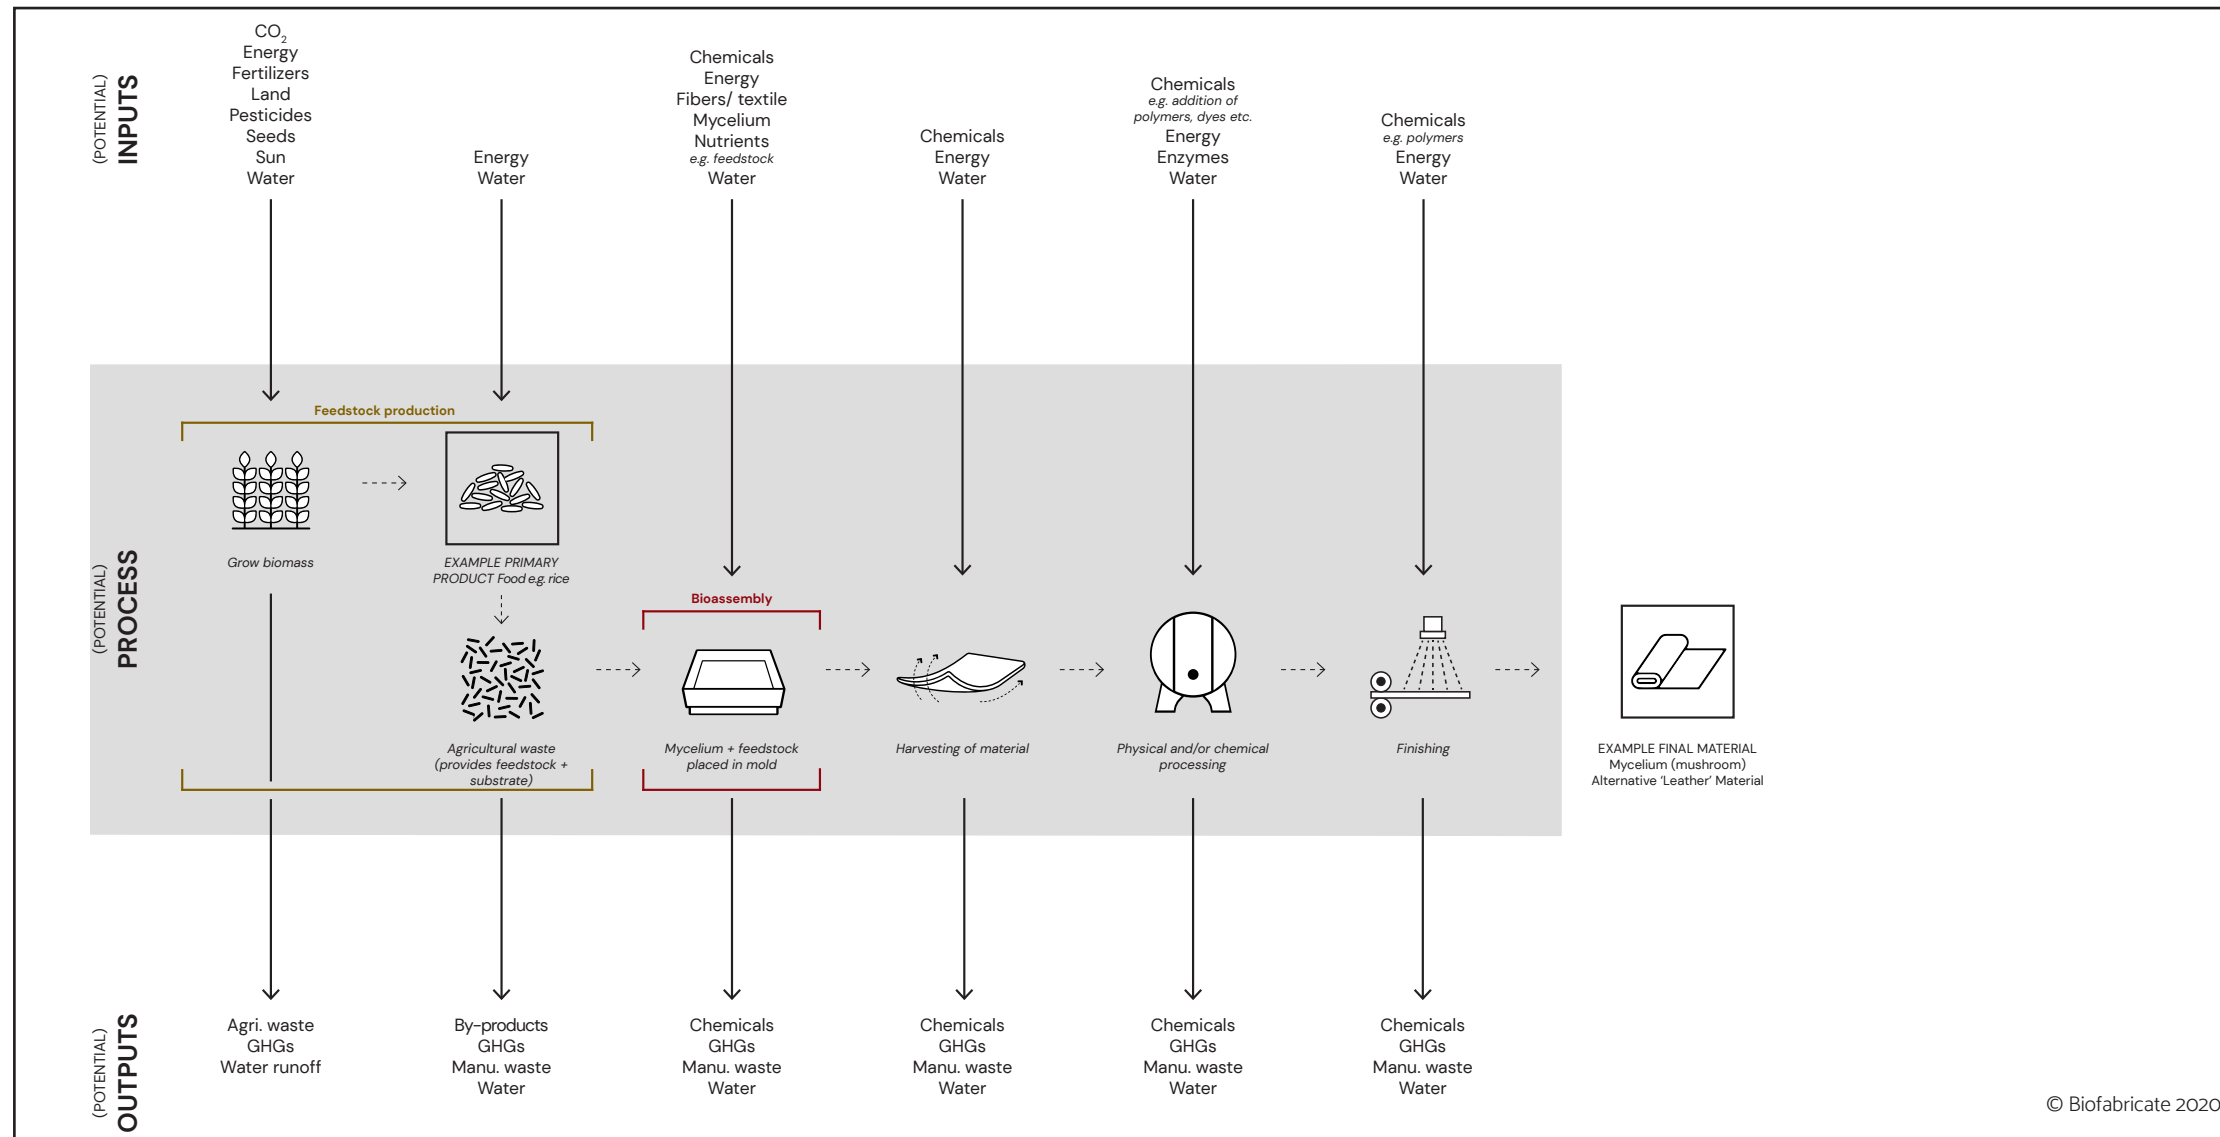 (POTENTIAL)
INPUTS
CO2
Energy
Fertilizers
Land
Pesticides
Seeds
Sun
Water
Energy
Water
Chemicals
Energy
Fibers/ textile
Mycelium
Nutrients
e.g. feedstock
Water
Chemicals
Energy
Water
Chemicals
e.g. addition of
polymers, dyes etc.
Energy
Enzymes
Water
Chemicals
e.g. polymers
Energy
Water
(POTENTIAL)
PROCESS
Feedstock production
Grow biomass
EXAMPLE PRIMARY
PRODUCT Food e.g. rice
Agricultural waste
(provides feedstock +
substrate)
Bioassembly
Mycelium + feedstock
placed in mold
Harvesting of material
Physical and/or chemical
processing
Finishing
EXAMPLE FINAL MATERIAL
Mycelium (mushroom)
Alternative ‘Leather’ Material
(POTENTIAL)
OUTPUTS
Agri. waste
GHGs
Water runoff
By-products
GHGs
Manu. waste
Water
Chemicals
GHGs
Manu. waste
Water
Chemicals
GHGs
Manu. waste
Water
Chemicals
GHGs
Manu. waste
Water
Chemicals
GHGs
Manu. waste
Water
© Biofabricate 2020